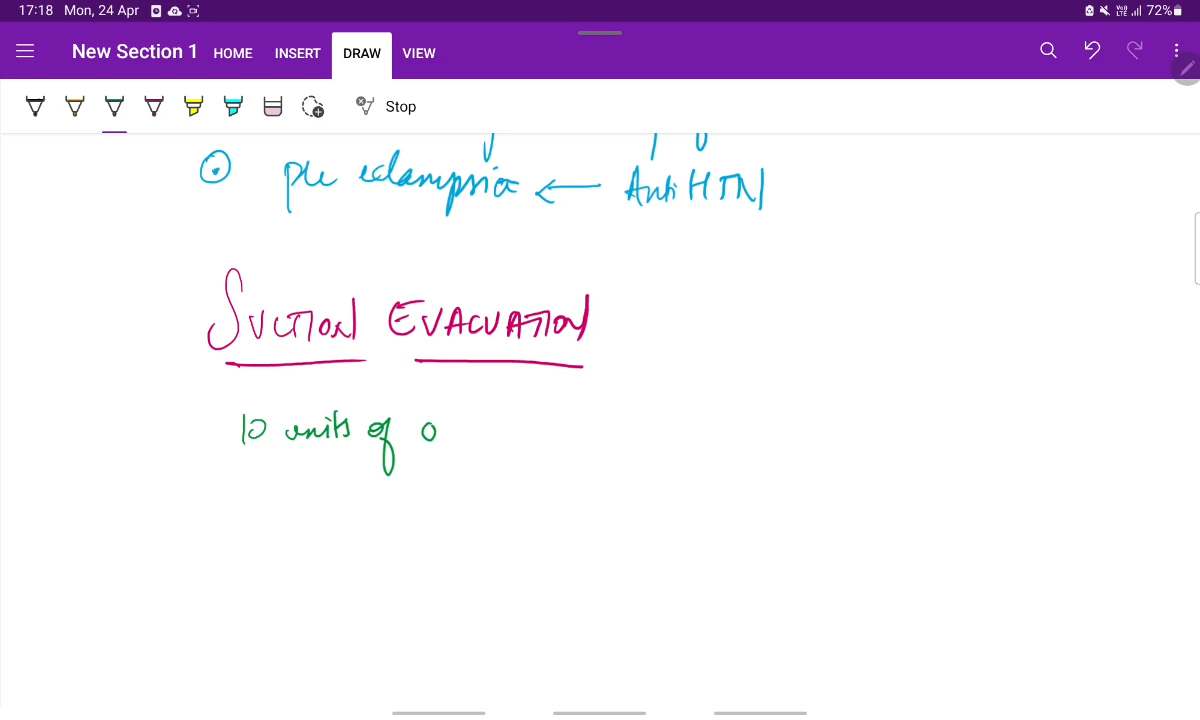 17:18 Mon, 24 Apr 72%
New Section 1 HOME INSERT DRAW VIEW
Stop
Pre eclampsia ← Anti HTN
SUCTION EVACUATION
10 units of o